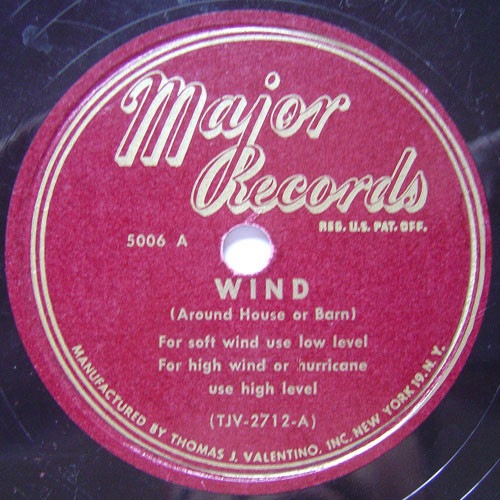 Major
Records
REG. U.S. PAT. OFF.
5006 A
WIND
(Around House or Barn)
For soft wind use low level
For high wind or hurricane
use high level
(TJV-2712-A)
MANUFACTURED BY THOMAS J. VALENTINO, INC. NEW YORK 19. N. Y.